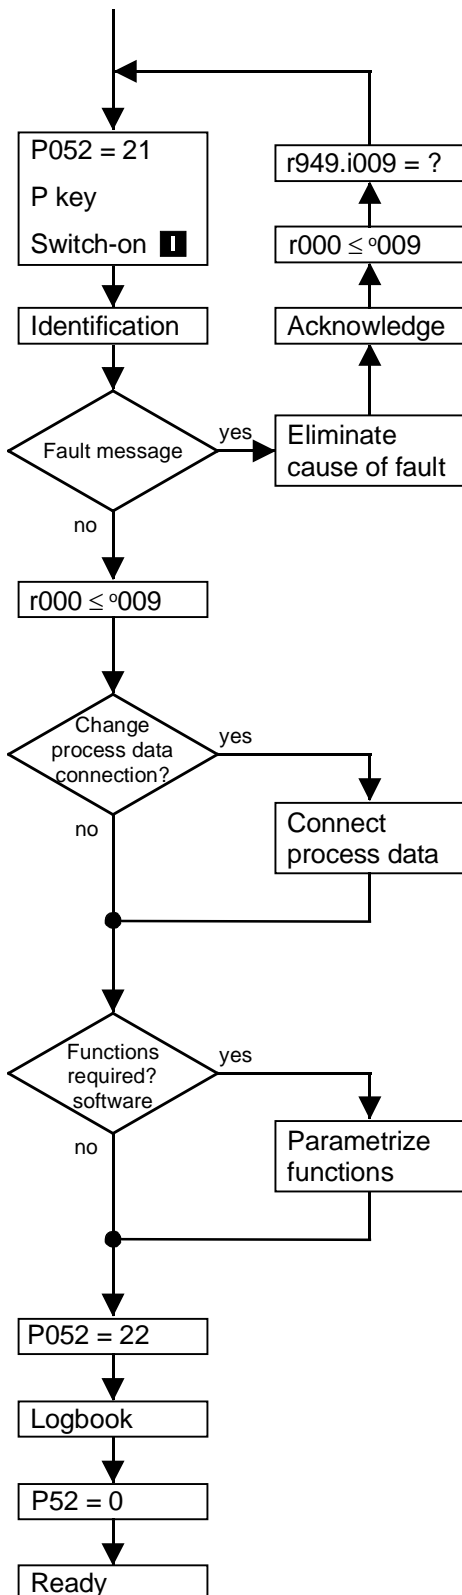 P052 = 21
P key
Switch-on I
Identification
Fault message
yes
Eliminate
cause of fault
Acknowledge
r000 ≤ °009
r949.i009 = ?
no
r000 ≤ °009
Change
process data
connection?
yes
Connect
process data
no
Functions
required?
software
yes
Parametrize
functions
no
P052 = 22
Logbook
P52 = 0
Ready